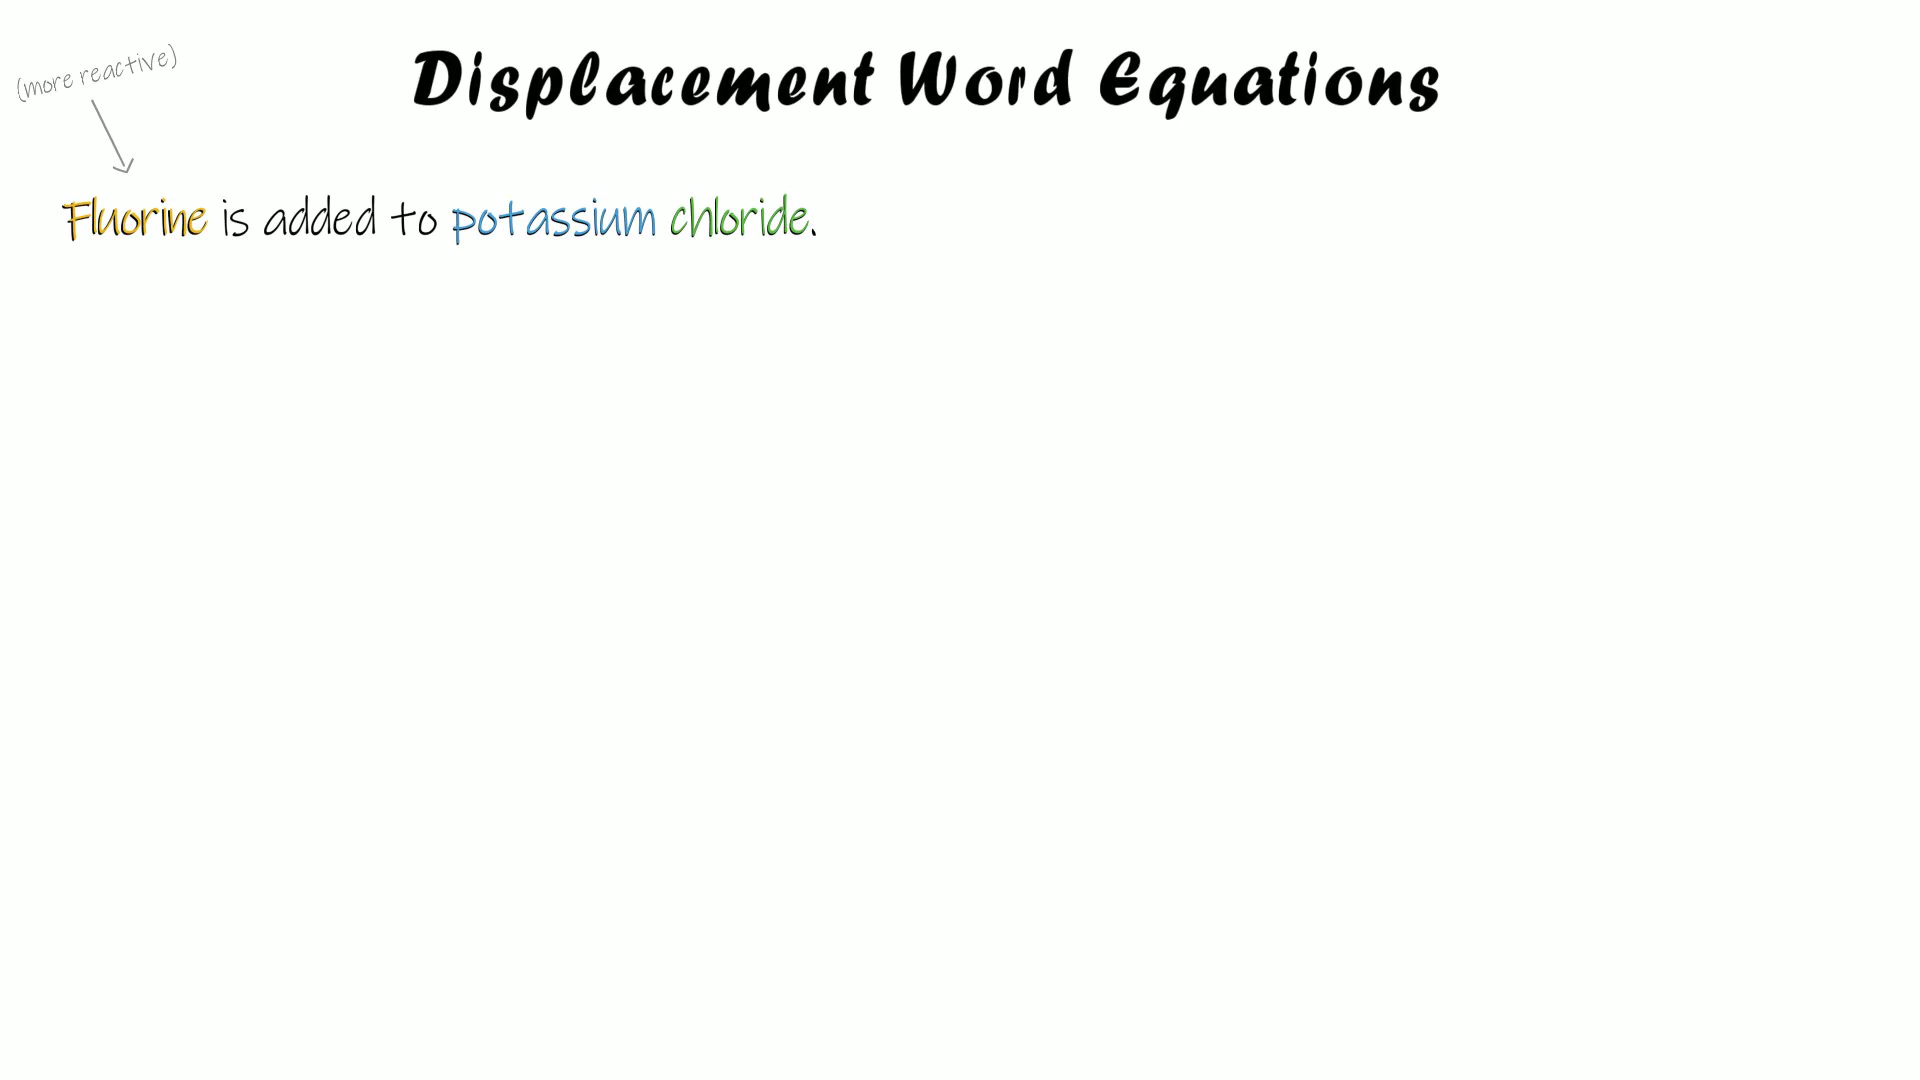 (more reactive)
Displacement Word Equations
Fluorine is added to potassium chloride.